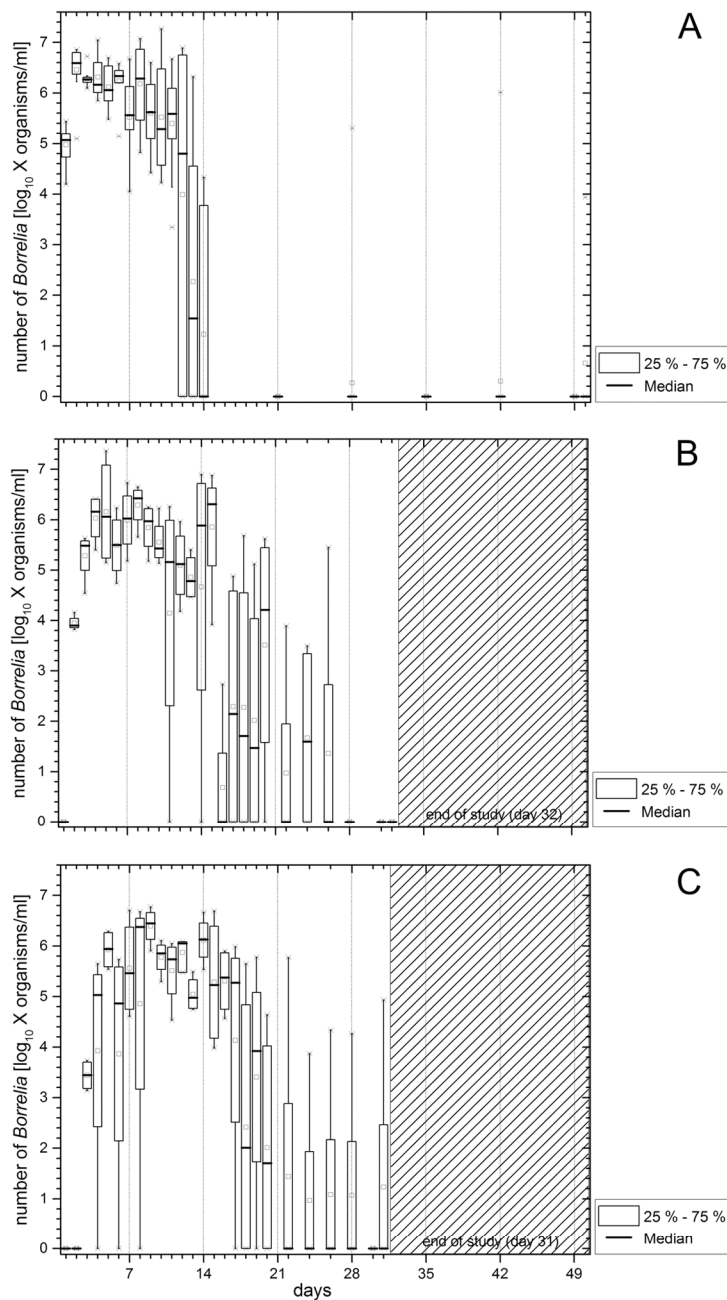 A
number of Borrelia [log10 X organisms/ml]
7
6
5
4
3
2
1
0
25 % - 75 %
Median
B
number of Borrelia [log10 X organisms/ml]
7
6
5
4
3
2
1
0
end of study (day 32)
25 % - 75 %
Median
C
number of Borrelia [log10 X organisms/ml]
7
6
5
4
3
2
1
0
end of study (day 31)
25 % - 75 %
Median
7 14 21 28 35 42 49
days